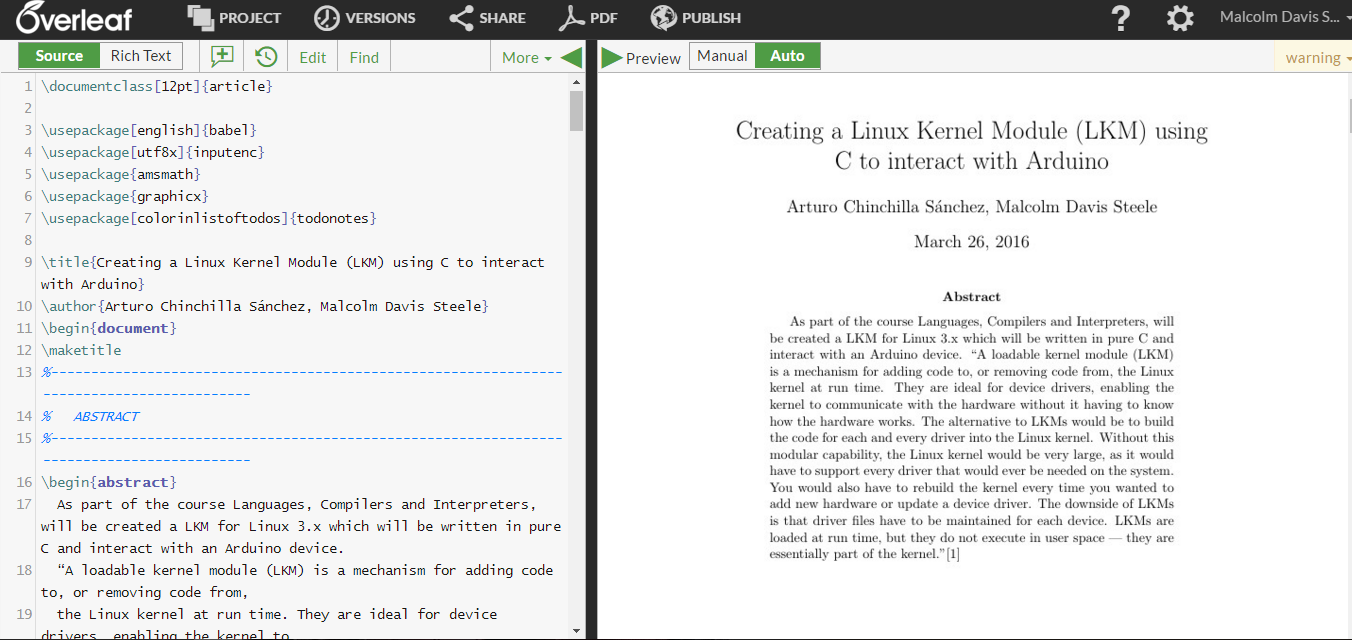 Overleaf PROJECT VERSIONS SHARE PDF PUBLISH ? Malcolm Davis S...
Source Rich Text Edit Find More Preview Manual Auto warning
1 \documentclass[12pt]{article}
2
3 \usepackage[english]{babel}
4 \usepackage[utf8x]{inputenc}
5 \usepackage{amsmath}
6 \usepackage{graphicx}
7 \usepackage[colorinlistoftodos]{todonotes}
8
9 \title{Creating a Linux Kernel Module (LKM) using C to interact
with Arduino}
10 \author{Arturo Chinchilla Sánchez, Malcolm Davis Steele}
11 \begin{document}
12 \maketitle
13 %----------------------------------------------------------------
--------------------------
14 % ABSTRACT
15 %----------------------------------------------------------------
--------------------------
16 \begin{abstract}
17 As part of the course Languages, Compilers and Interpreters,
will be created a LKM for Linux 3.x which will be written in pure
C and interact with an Arduino device.
18 “A loadable kernel module (LKM) is a mechanism for adding code
to, or removing code from,
19 the Linux kernel at run time. They are ideal for device
drivers, enabling the kernel to
Creating a Linux Kernel Module (LKM) using
C to interact with Arduino
Arturo Chinchilla Sánchez, Malcolm Davis Steele
March 26, 2016
Abstract
As part of the course Languages, Compilers and Interpreters, will
be created a LKM for Linux 3.x which will be written in pure C and
interact with an Arduino device. “A loadable kernel module (LKM)
is a mechanism for adding code to, or removing code from, the Linux
kernel at run time. They are ideal for device drivers, enabling the
kernel to communicate with the hardware without it having to know
how the hardware works. The alternative to LKMs would be to build
the code for each and every driver into the Linux kernel. Without this
modular capability, the Linux kernel would be very large, as it would
have to support every driver that would ever be needed on the system.
You would also have to rebuild the kernel every time you wanted to
add new hardware or update a device driver. The downside of LKMs
is that driver files have to be maintained for each device. LKMs are
loaded at run time, but they do not execute in user space — they are
essentially part of the kernel.”[1]